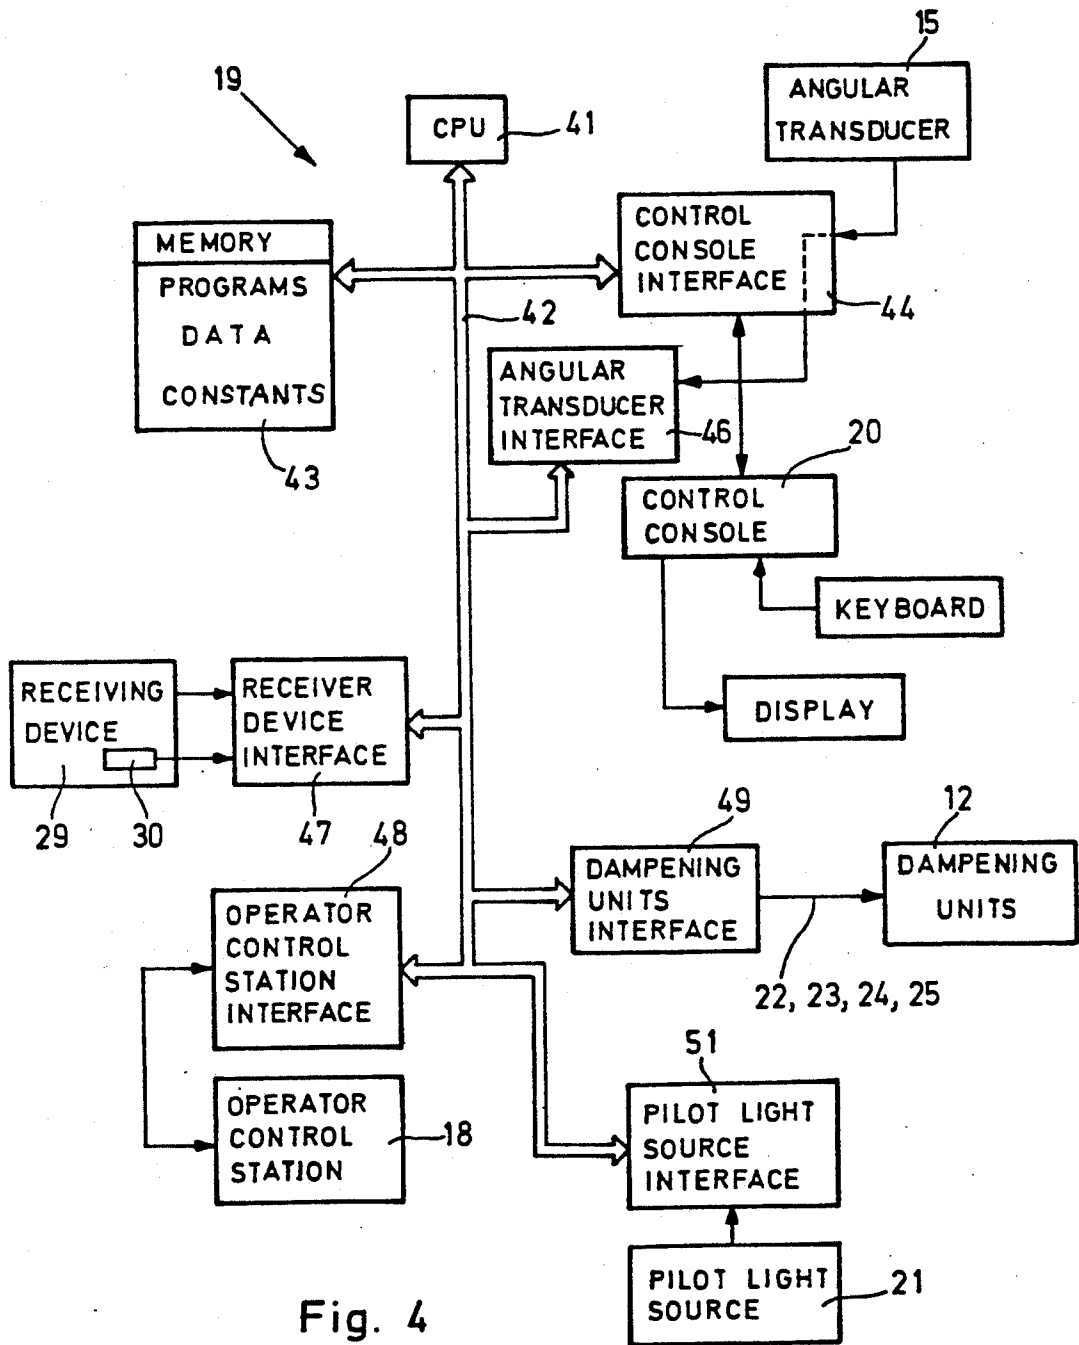 15
19
ANGULAR
TRANSDUCER
CPU
41
MEMORY
PROGRAMS
DATA
CONSTANTS
43
CONTROL
CONSOLE
INTERFACE
44
42
ANGULAR
TRANSDUCER
INTERFACE
46
20
CONTROL
CONSOLE
KEYBOARD
DISPLAY
RECEIVING
DEVICE
29
30
RECEIVER
DEVICE
INTERFACE
47
48
49
12
DAMPENING
UNITS
INTERFACE
DAMPENING
UNITS
22, 23, 24, 25
OPERATOR
CONTROL
STATION
INTERFACE
OPERATOR
CONTROL
STATION
18
51
PILOT LIGHT
SOURCE
INTERFACE
PILOT LIGHT
SOURCE
21
Fig. 4